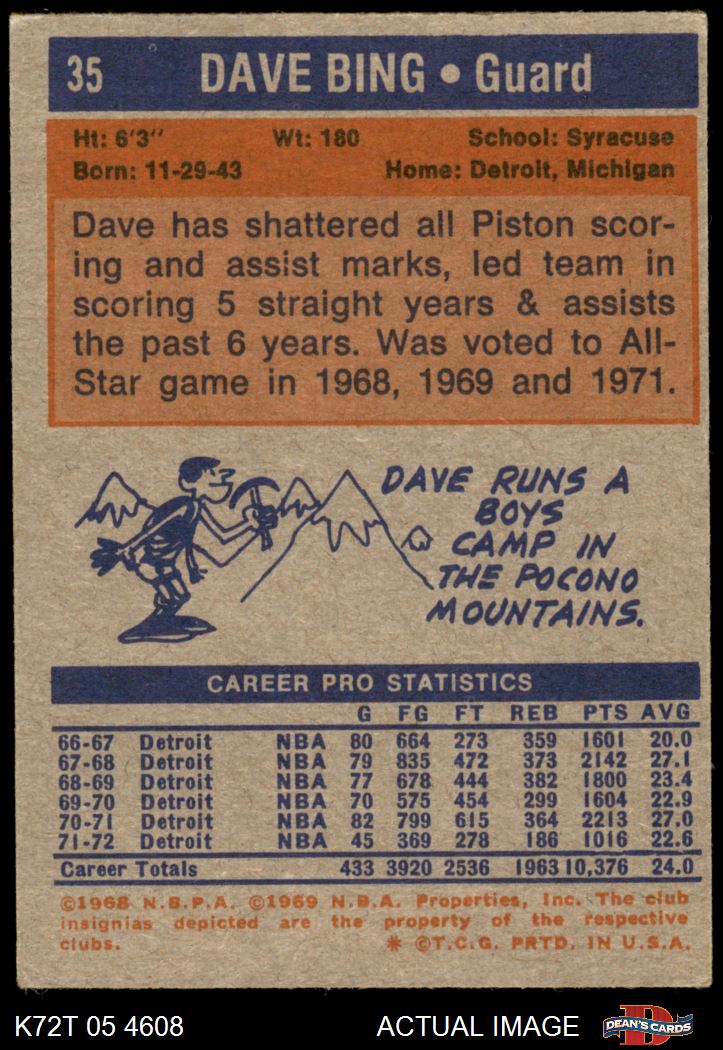 35 DAVE BING • Guard
Ht: 6'3" Wt: 180 School: Syracuse
Born: 11-29-43 Home: Detroit, Michigan
Dave has shattered all Piston scor-
ing and assist marks, led team in
scoring 5 straight years & assists
the past 6 years. Was voted to All-
Star game in 1968, 1969 and 1971.
DAVE RUNS A
BOYS
CAMP IN
THE POCONO
MOUNTAINS.
CAREER PRO STATISTICS
G FG FT REB PTS AVG
66-67 Detroit NBA 80 664 273 359 1601 20.0
67-68 Detroit NBA 79 835 472 373 2142 27.1
68-69 Detroit NBA 77 678 444 382 1800 23.4
69-70 Detroit NBA 70 575 454 299 1604 22.9
70-71 Detroit NBA 82 799 615 364 2213 27.0
71-72 Detroit NBA 45 369 278 186 1016 22.6
Career Totals 433 3920 2536 1963 10,376 24.0
©1968 N.B.P.A. ©1969 N.B.A. Properties, Inc. The club
insignias depicted are the property of the respective
clubs. * ©T.C.G. PRTD. IN U.S.A.
K72T 05 4608 ACTUAL IMAGE D DEAN'S CARDS